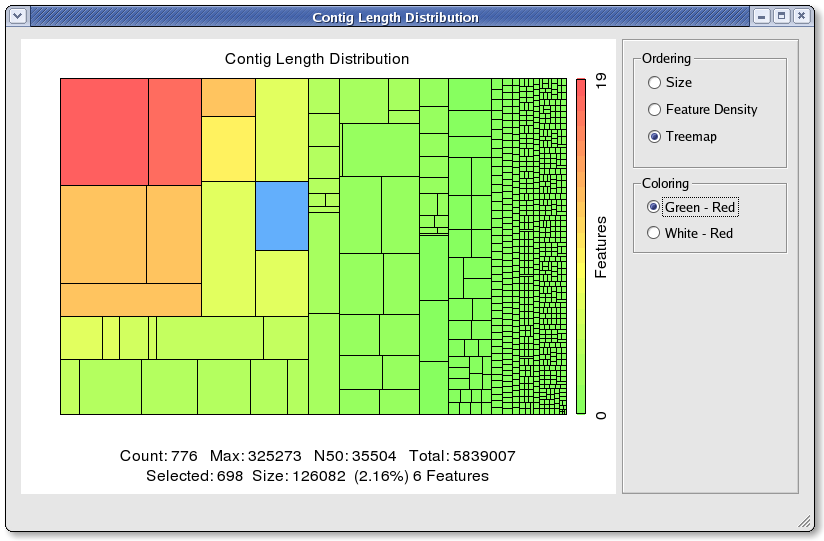 Contig Length Distribution
Contig Length Distribution
19
Features
0
Count: 776 Max: 325273 N50: 35504 Total: 5839007
Selected: 698 Size: 126082 (2.16%) 6 Features
Ordering
Size
Feature Density
Treemap
Coloring
Green - Red
White - Red